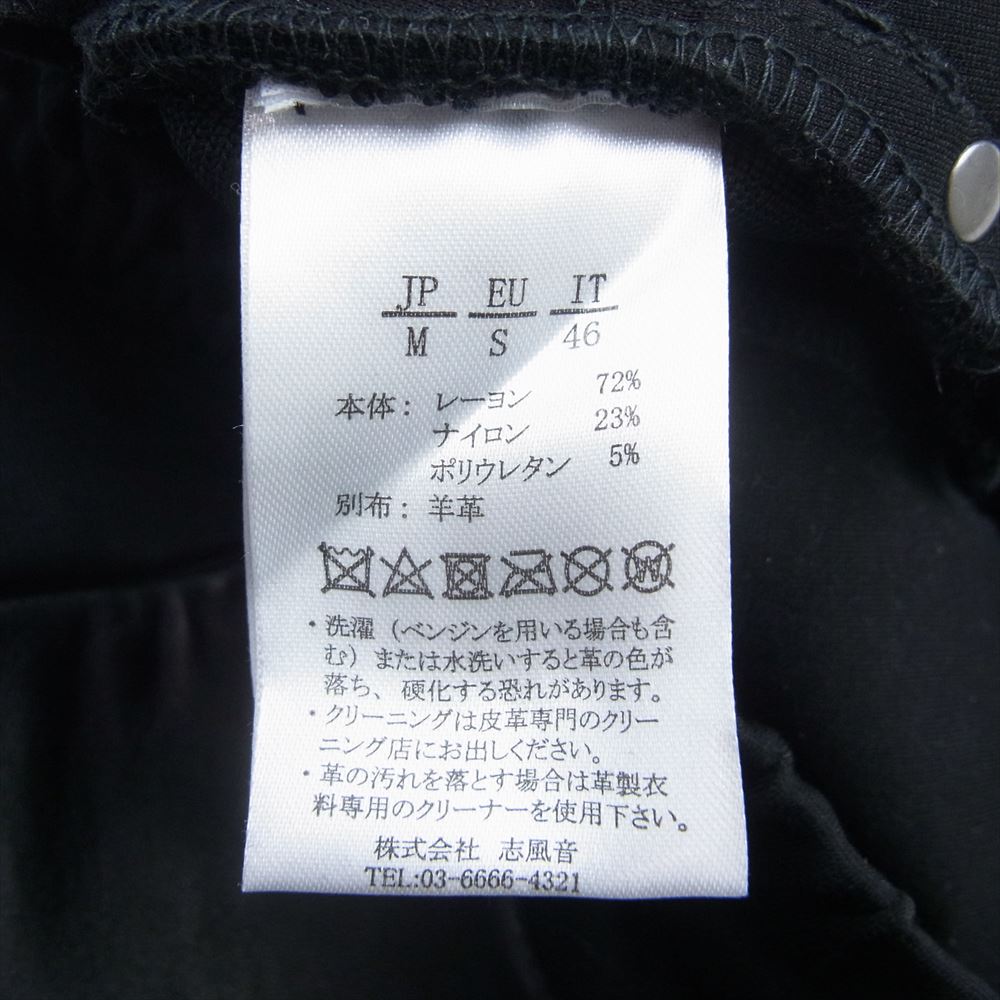 JP EU IT
M S 46
本体: レーヨン 72%
ナイロン 23%
ポリウレタン 5%
別布: 羊革
W
・洗濯（ベンジンを用いる場合も含
む）または水洗いすると革の色が
落ち、硬化する恐れがあります。
・クリーニングは皮革専門のクリー
ニング店にお出しください。
・革の汚れを落とす場合は革製衣
料専用のクリーナーを使用下さい。
株式会社 志風音
TEL:03-6666-4321